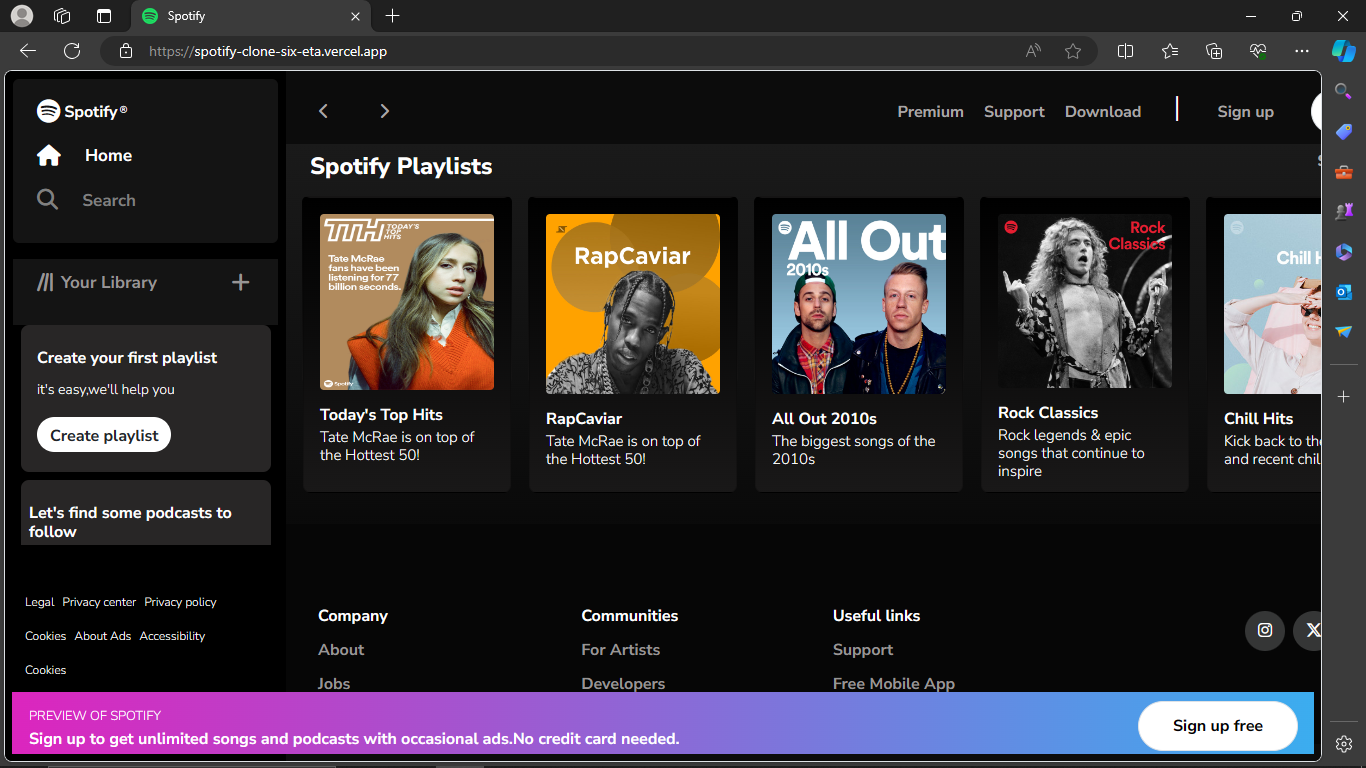 Spotify
https://spotify-clone-six-eta.vercel.app
Spotify®
Home
Search
Your Library
Create your first playlist
it's easy,we'll help you
Create playlist
Let's find some podcasts to
follow
Legal Privacy center Privacy policy
Cookies About Ads Accessibility
Cookies
Premium Support Download Sign up
Spotify Playlists
TTH TODAY'S TOP HITS
Tate McRae
fans have been
listening for 77
billion seconds.
Spotify
Today's Top Hits
Tate McRae is on top of
the Hottest 50!
RapCaviar
RapCaviar
Tate McRae is on top of
the Hottest 50!
All Out
2010s
All Out 2010s
The biggest songs of the
2010s
Rock
Classics
Rock Classics
Rock legends & epic
songs that continue to
inspire
Chill
Chill Hits
Kick back to
and recent
Company
About
Jobs
Communities
For Artists
Developers
Useful links
Support
Free Mobile App
PREVIEW OF SPOTIFY
Sign up to get unlimited songs and podcasts with occasional ads.No credit card needed.
Sign up free